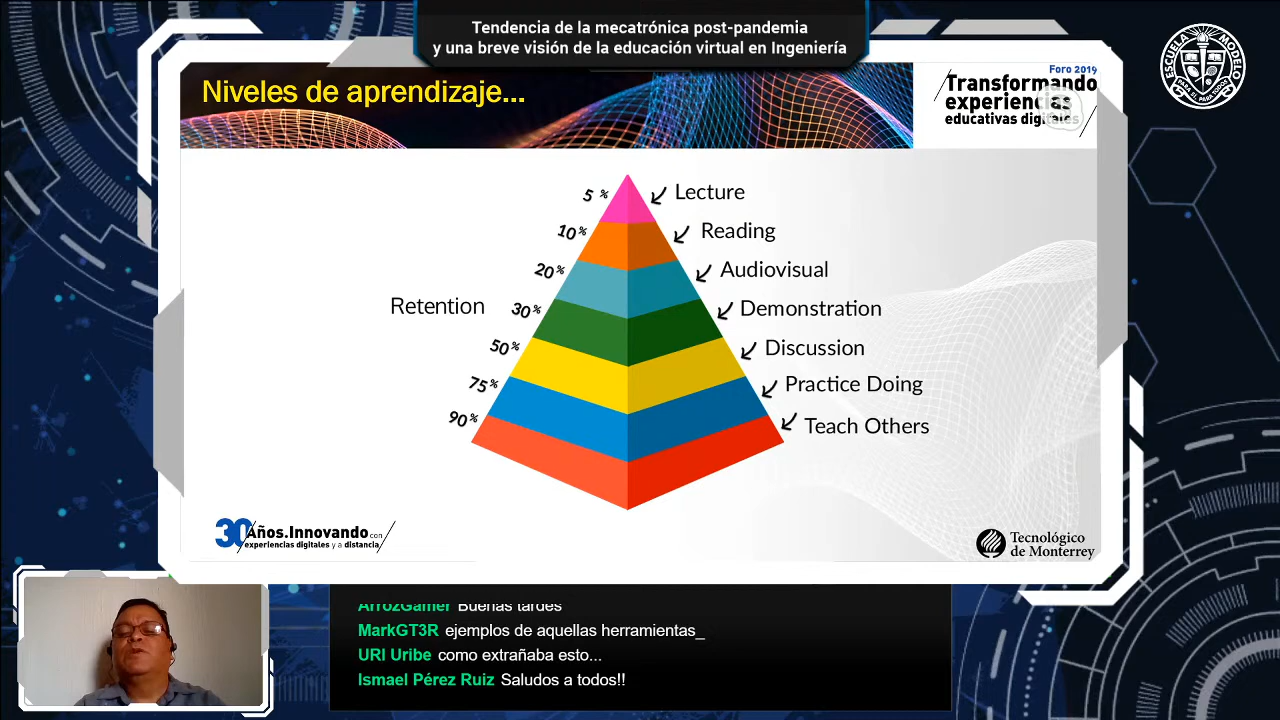 Tendencia de la mecatrónica post-pandemia
y una breve visión de la educación virtual en Ingeniería
ESCUELA MODELO
Niveles de aprendizaje...
Foro 2019
Transformando
experiencias
educativas digitales
5 % Lecture
10% Reading
20% Audiovisual
Retention 30% Demonstration
50% Discussion
75% Practice Doing
90% Teach Others
30 Años.Innovando con
experiencias digitales y a distancia
Tecnológico
de Monterrey
ArrozGamer Buenas tardes
MarkGT3R ejemplos de aquellas herramientas_
URI Uribe como extrañaba esto...
Ismael Pérez Ruiz Saludos a todos!!